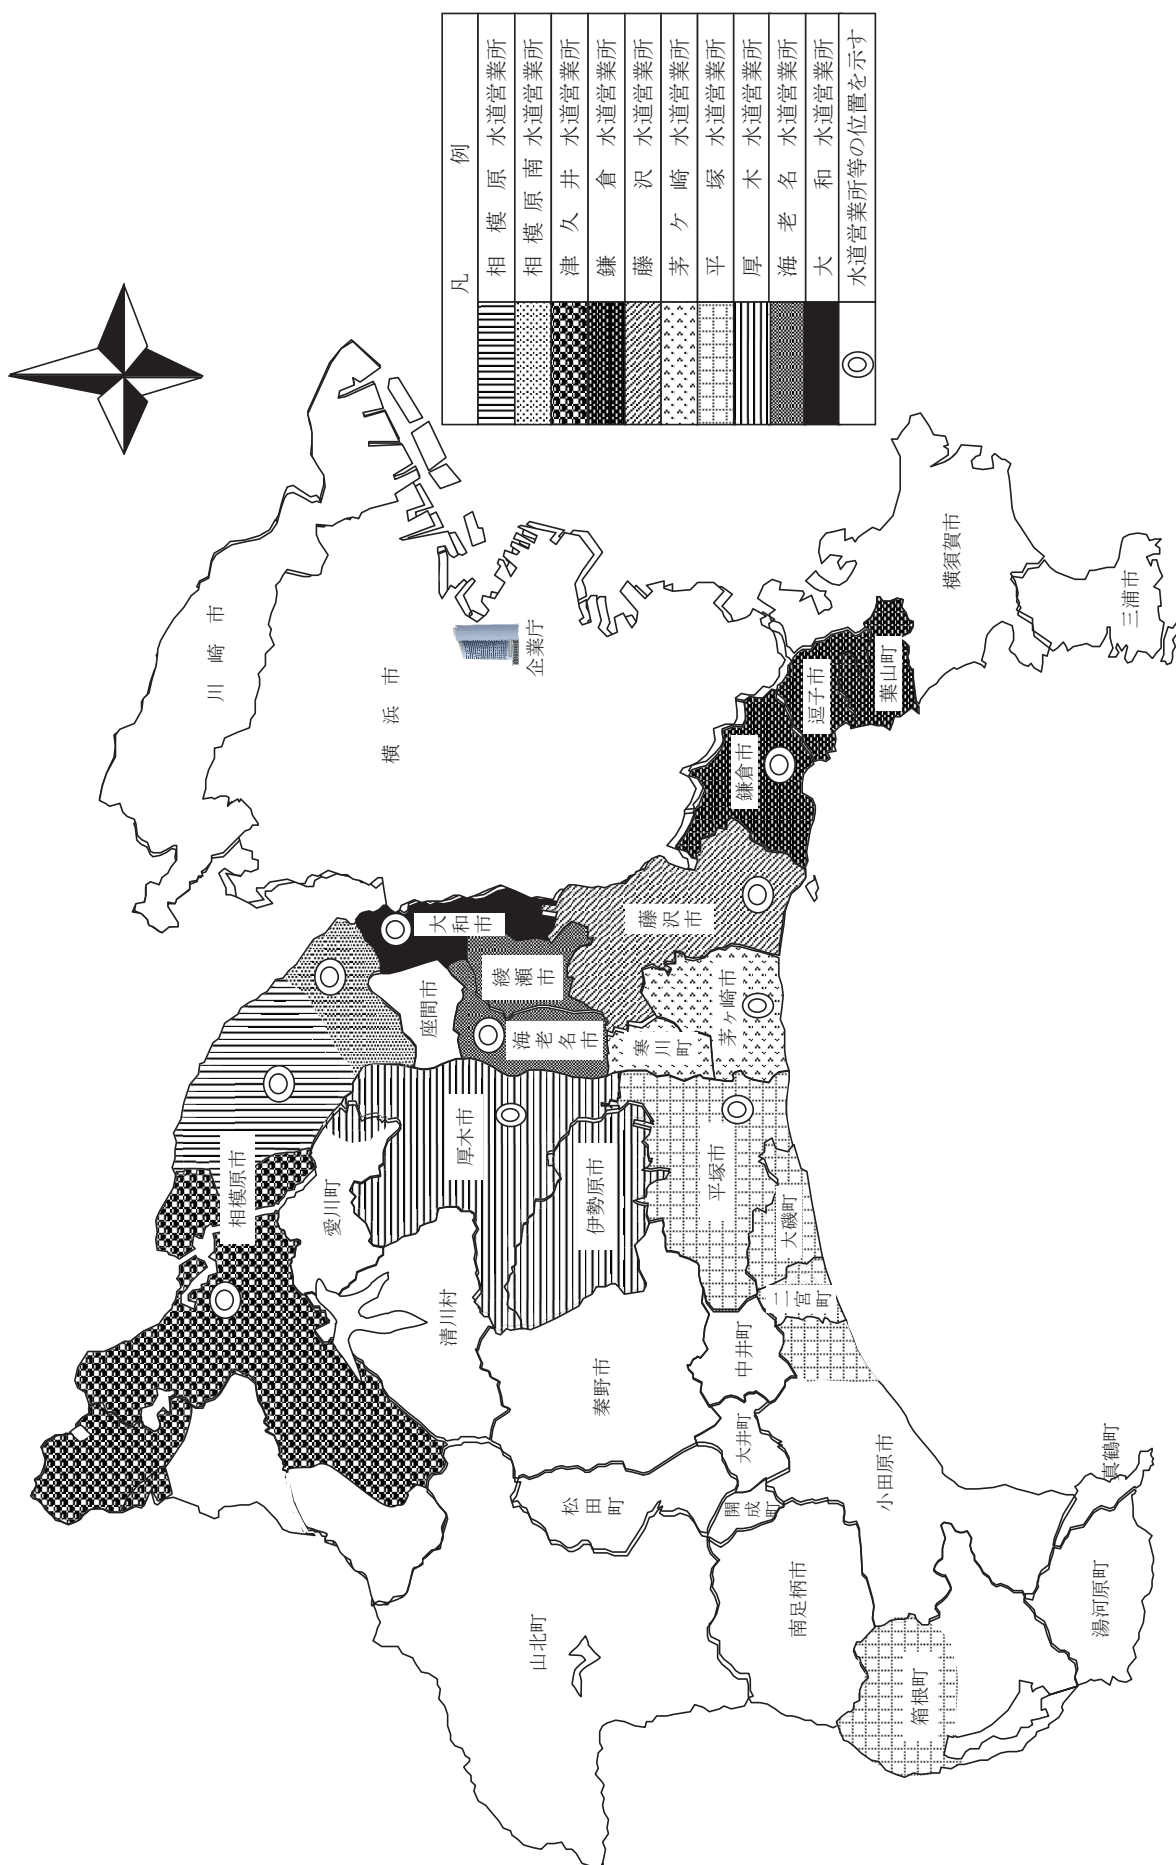 凡例
相模原 水道営業所
相模原南 水道営業所
津久井 水道営業所
鎌倉 水道営業所
藤沢 水道営業所
茅ケ崎 水道営業所
平塚 水道営業所
厚木 水道営業所
海老名 水道営業所
大和 水道営業所
水道営業所等の位置を示す
川崎市
横浜市
企業庁
横須賀市
三浦市
葉山町
逗子市
鎌倉市
大和市
藤沢市
綾瀬市
座間市
海老名市
寒川町
茅ヶ崎市
相模原市
愛川町
厚木市
伊勢原市
平塚市
大磯町
二宮町
清川村
秦野市
中井町
大井町
松田町
開成町
小田原市
真鶴町
山北町
南足柄市
箱根町
湯河原町